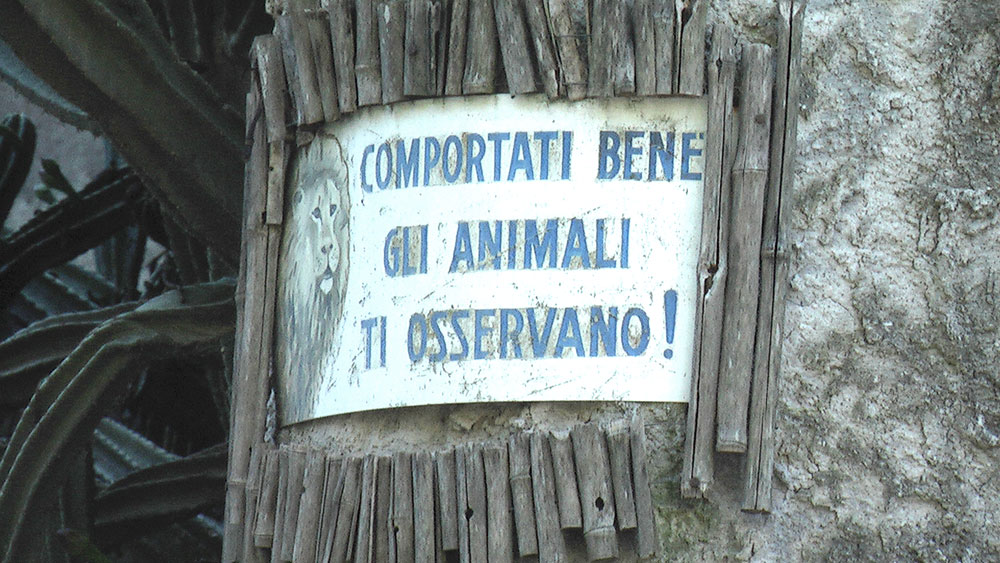 COMPORTATI BENE
GLI ANIMALI
TI OSSERVANO!